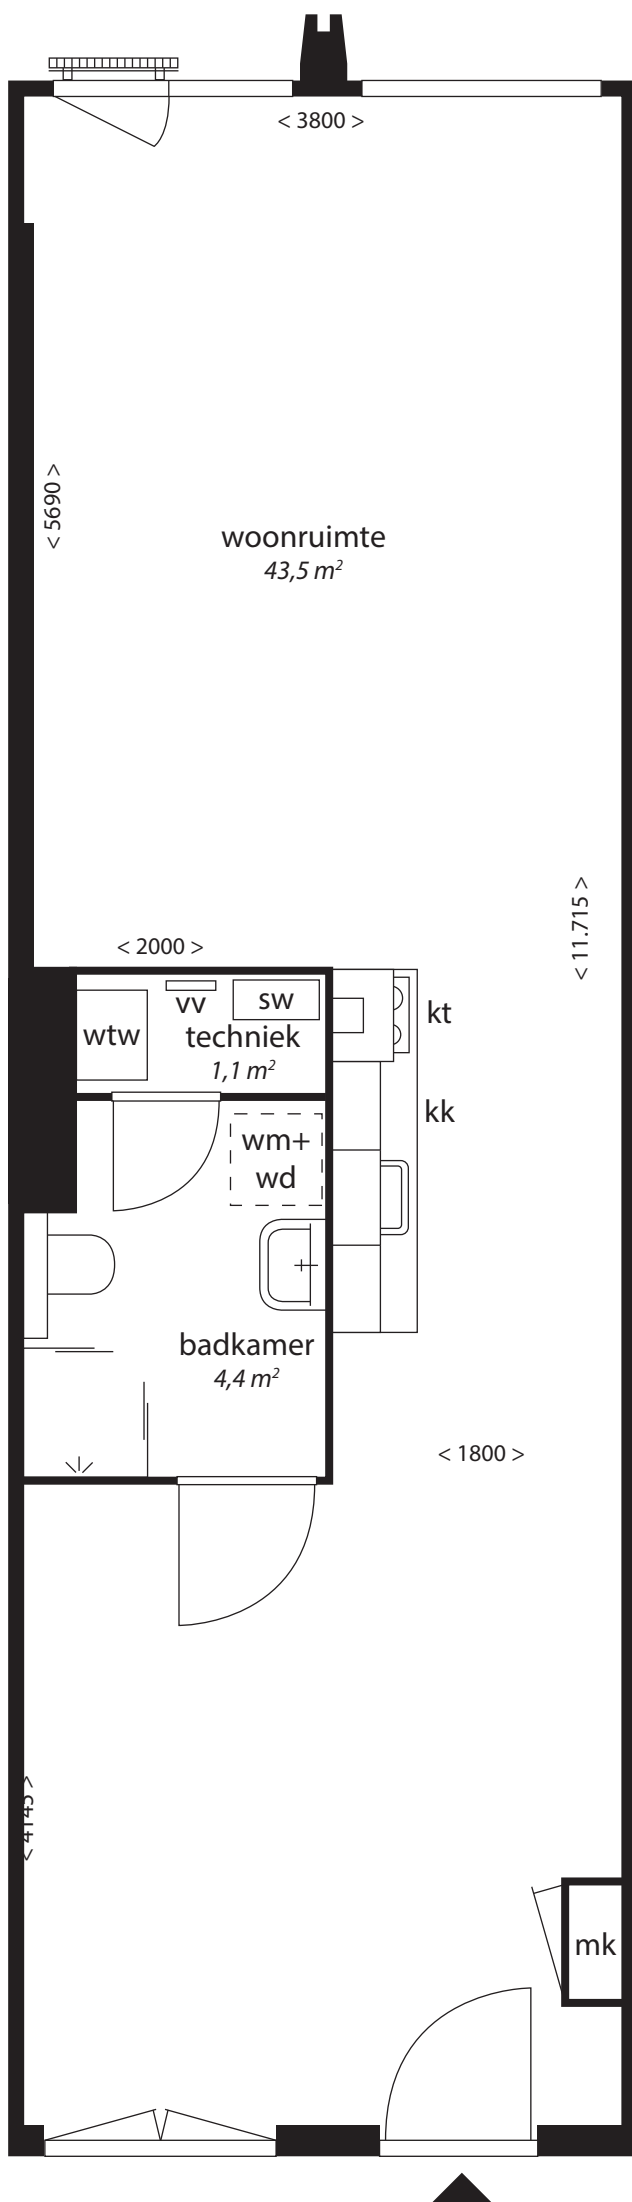 < 3800 >
< 5690 >
woonruimte
43,5 m²
< 11.715 >
< 2000 >
vv
sw
wtw
techniek
1,1 m²
kt
kk
wm+
wd
badkamer
4,4 m²
< 1800 >
< 4145 >
mk